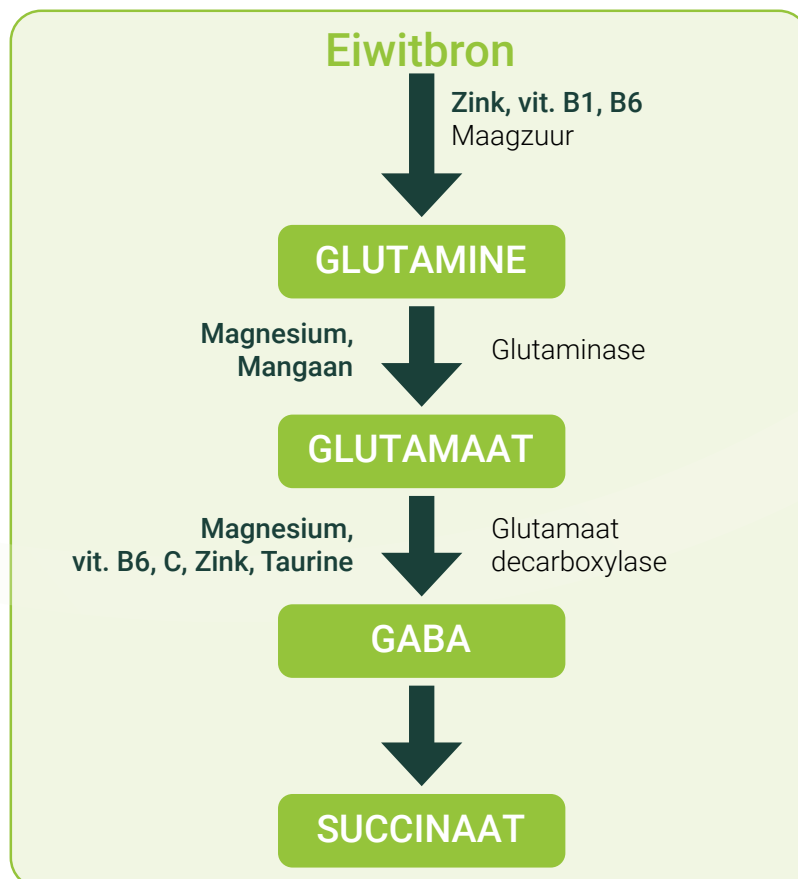 Eiwitbron
Zink, vit. B1, B6
Maagzuur
GLUTAMINE
Magnesium,
Mangaan
Glutaminase
GLUTAMAAT
Magnesium,
vit. B6, C, Zink, Taurine
Glutamaat
decarboxylase
GABA
SUCCINAAT